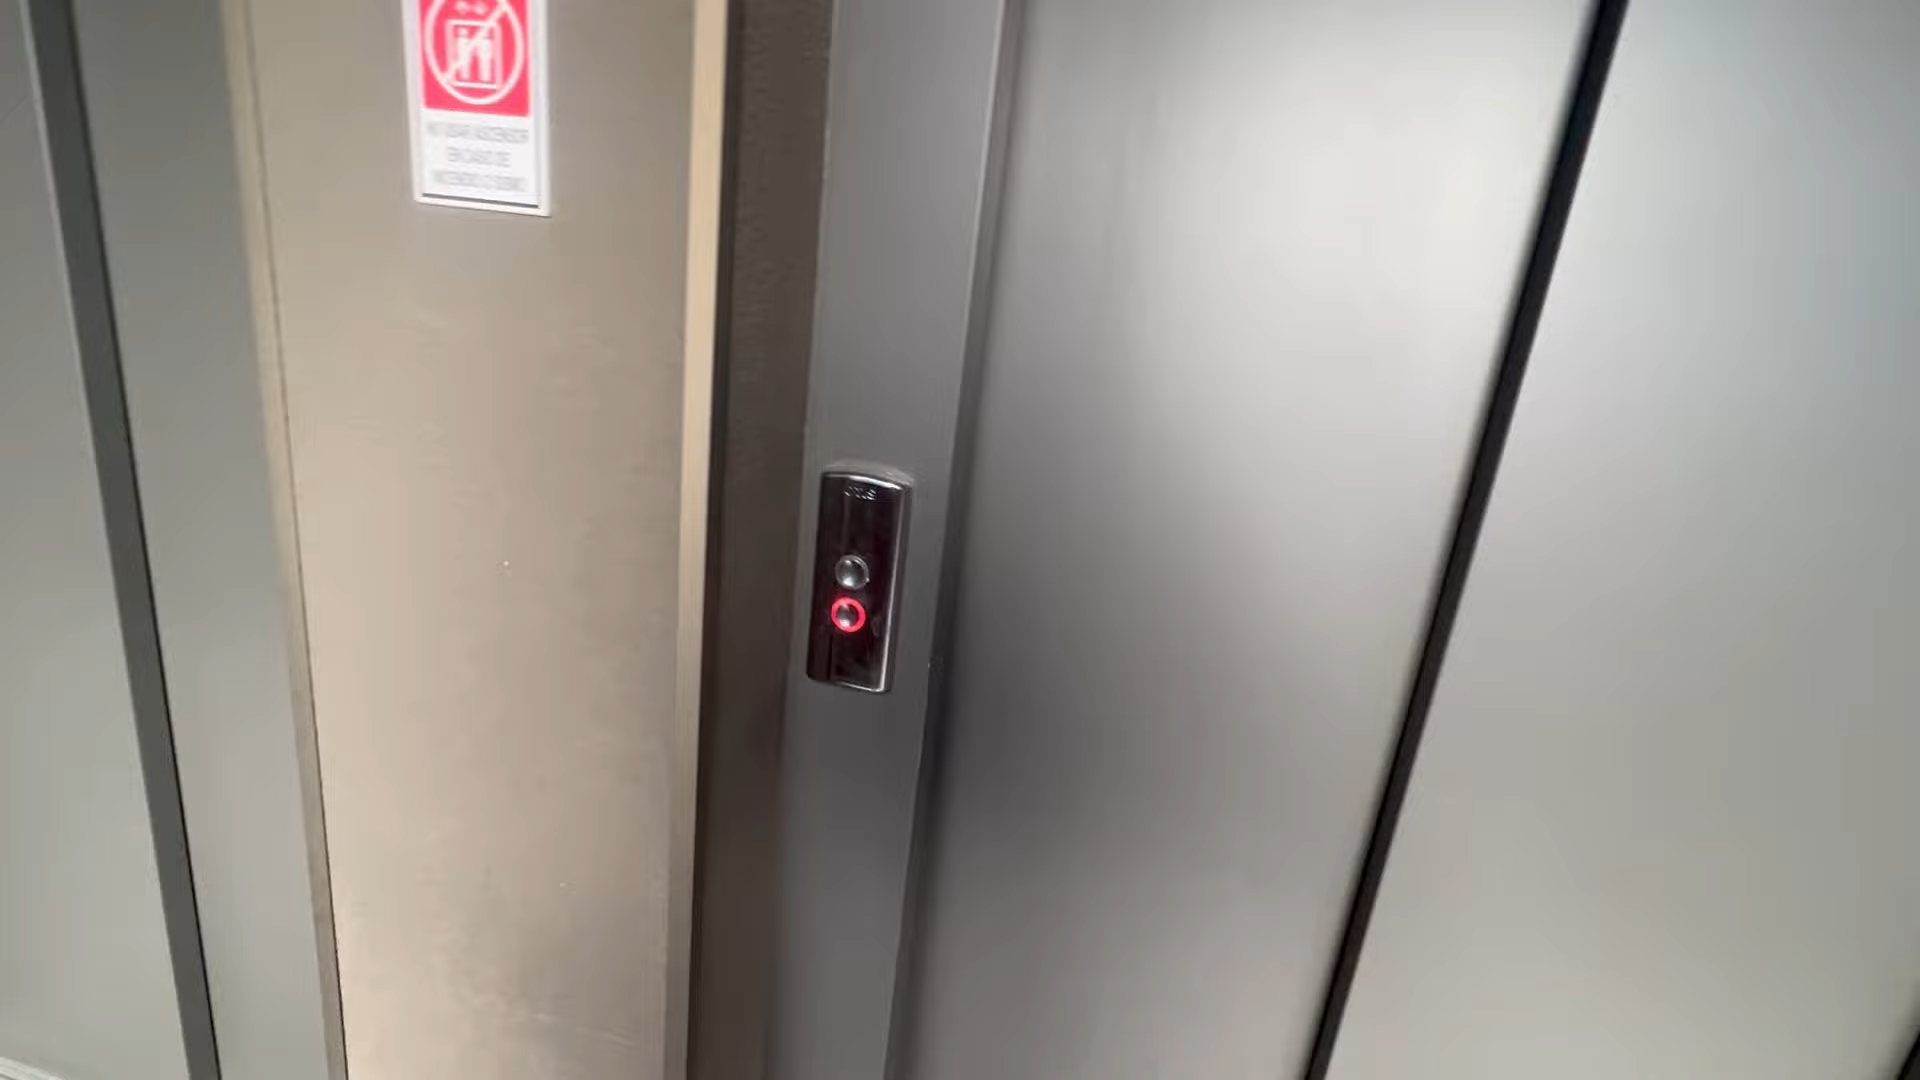 NO USAR ASCENSOR
EN CASO DE
INCENDIO O SISMO